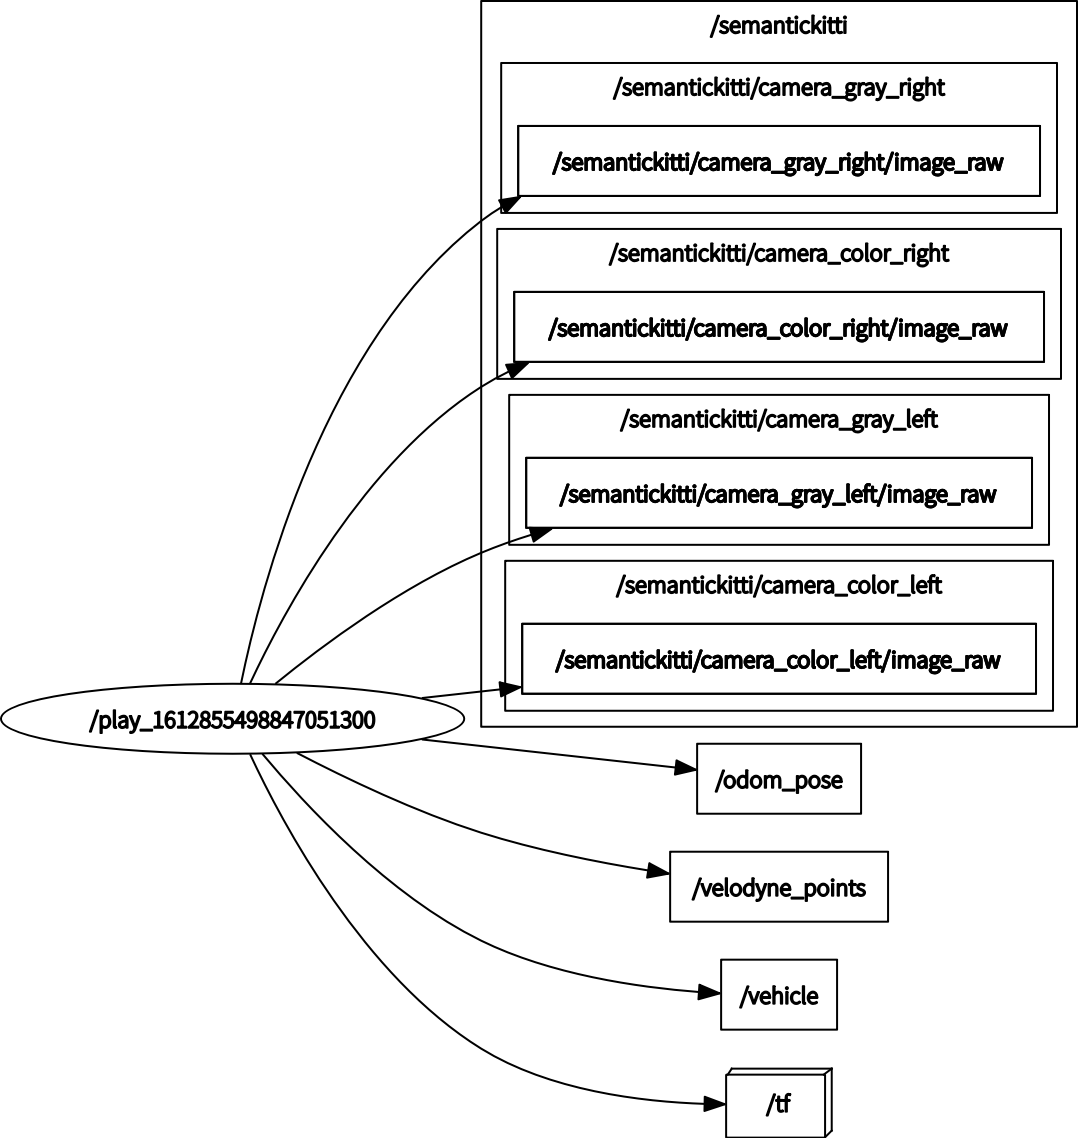 /semantickitti
/semantickitti/camera_gray_right
/semantickitti/camera_gray_right/image_raw
/semantickitti/camera_color_right
/semantickitti/camera_color_right/image_raw
/semantickitti/camera_gray_left
/semantickitti/camera_gray_left/image_raw
/semantickitti/camera_color_left
/semantickitti/camera_color_left/image_raw
/play_1612855498847051300
/odom_pose
/velodyne_points
/vehicle
/tf